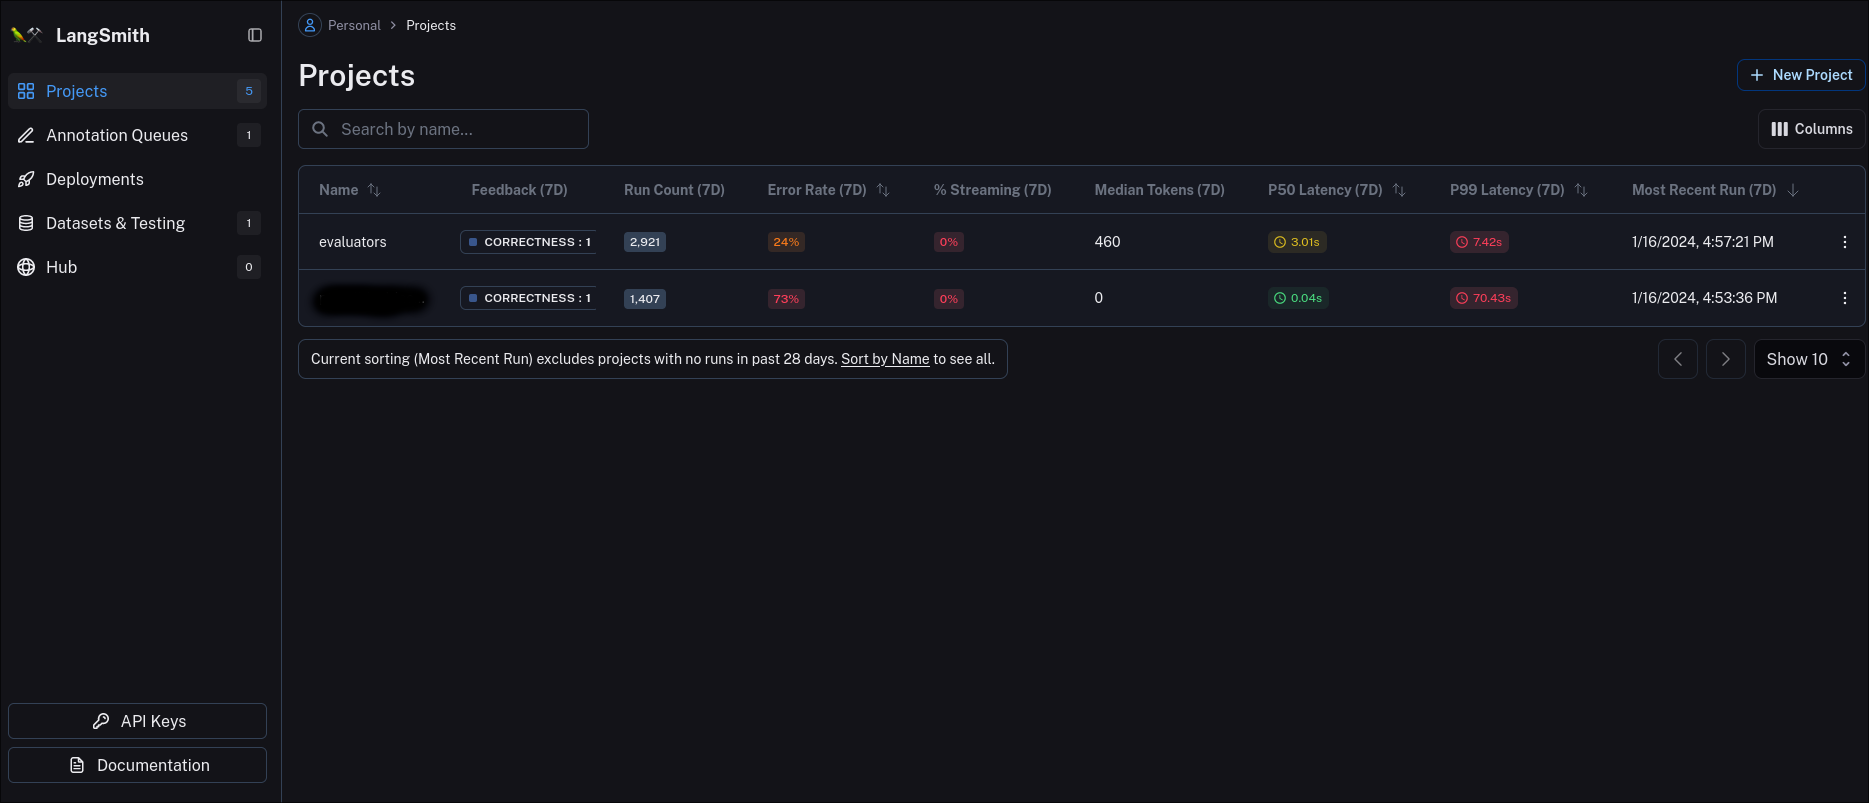 LangSmith
Projects 5
Annotation Queues 1
Deployments
Datasets & Testing 1
Hub 0
API Keys
Documentation
Personal > Projects
Projects
New Project
Search by name...
Columns
Name Feedback (7D) Run Count (7D) Error Rate (7D) % Streaming (7D) Median Tokens (7D) P50 Latency (7D) P99 Latency (7D) Most Recent Run (7D)
evaluators CORRECTNESS : 1 2,921 24% 0% 460 3.01s 7.42s 1/16/2024, 4:57:21 PM
CORRECTNESS : 1 1,407 73% 0% 0 0.04s 70.43s 1/16/2024, 4:53:36 PM
Current sorting (Most Recent Run) excludes projects with no runs in past 28 days. Sort by Name to see all.
Show 10